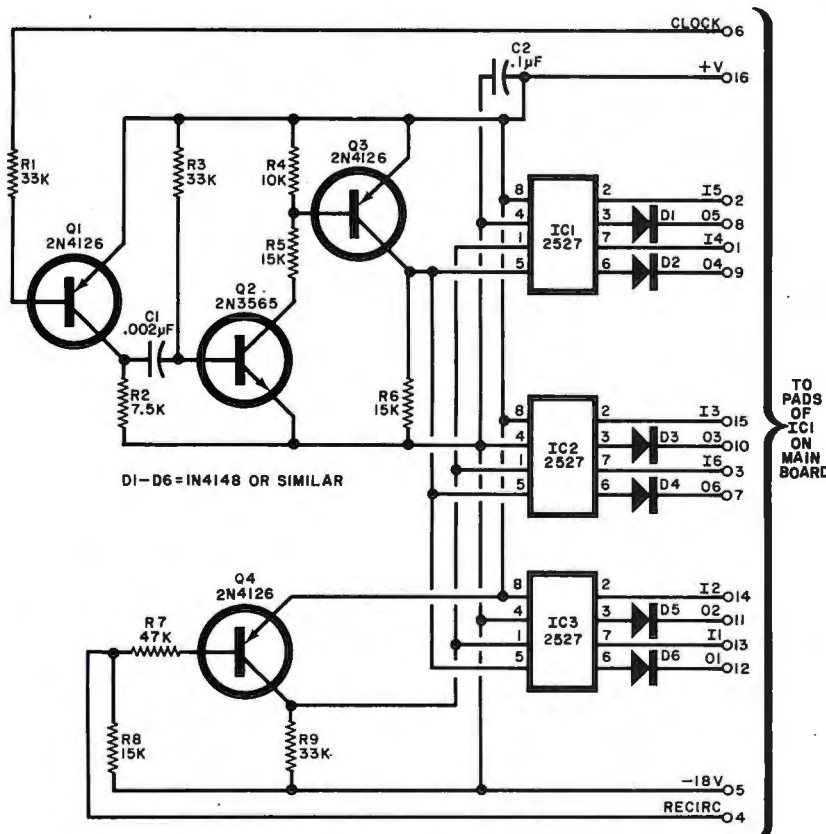 CLOCK
6
C2
.1µF
+V
16
R1
33K
R3
33K
R4
10K
Q3
2N4126
Q1
2N4126
R5
15K
Q2
2N3565
C1
.002µF
R2
7.5K
R6
15K
D1-D6=1N4148 OR SIMILAR
8
4
1
5
IC1
2527
2
3
7
6
D1
D2
I5
2
O5
8
I4
1
O4
9
8
4
1
5
IC2
2527
2
3
7
6
D3
D4
I3
15
O3
10
I6
3
O6
7
TO
PADS
OF
IC1
ON
MAIN
BOARD
Q4
2N4126
R7
47K
R8
15K
R9
33K
8
4
1
5
IC3
2527
2
3
7
6
D5
D6
I2
14
O2
11
I1
13
O1
12
-18V
5
RECIRC
4